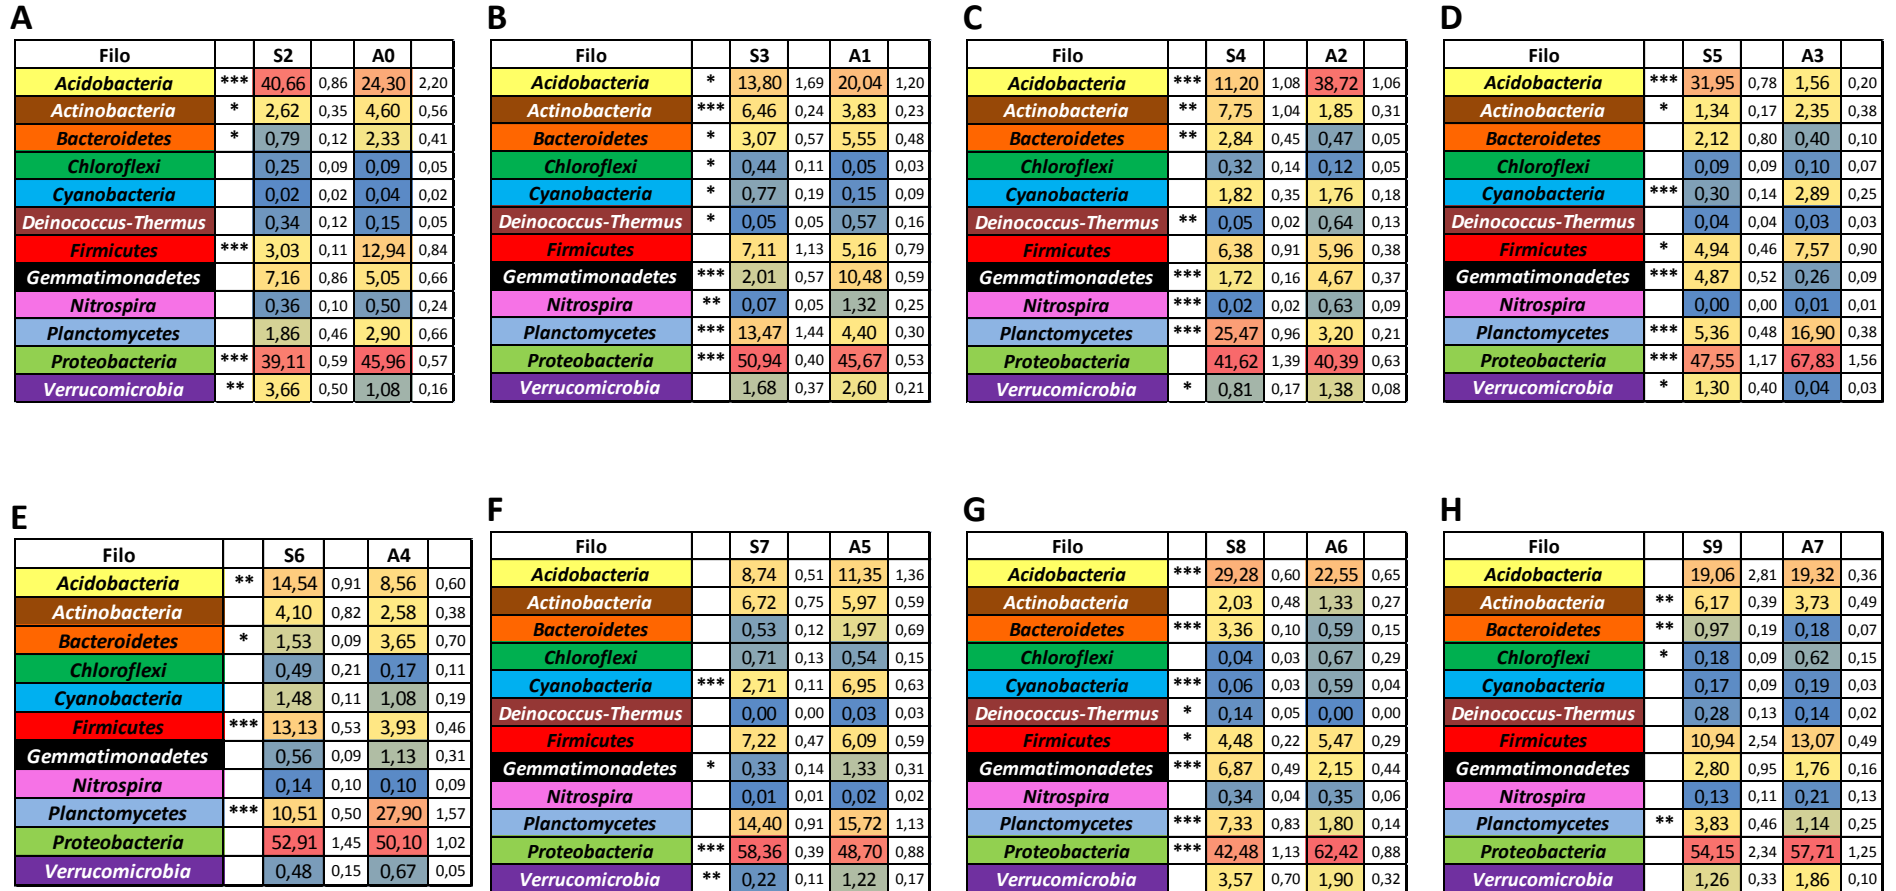 A
Filo S2 A0
Acidobacteria *** 40,66 0,86 24,30 2,20
Actinobacteria * 2,62 0,35 4,60 0,56
Bacteroidetes * 0,79 0,12 2,33 0,41
Chloroflexi 0,25 0,09 0,09 0,05
Cyanobacteria 0,02 0,02 0,04 0,02
Deinococcus-Thermus 0,34 0,12 0,15 0,05
Firmicutes *** 3,03 0,11 12,94 0,84
Gemmatimonadetes 7,16 0,86 5,05 0,66
Nitrospira 0,36 0,10 0,50 0,24
Planctomycetes 1,86 0,46 2,90 0,66
Proteobacteria *** 39,11 0,59 45,96 0,57
Verrucomicrobia ** 3,66 0,50 1,08 0,16
B
Filo S3 A1
Acidobacteria * 13,80 1,69 20,04 1,20
Actinobacteria *** 6,46 0,24 3,83 0,23
Bacteroidetes * 3,07 0,57 5,55 0,48
Chloroflexi * 0,44 0,11 0,05 0,03
Cyanobacteria * 0,77 0,19 0,15 0,09
Deinococcus-Thermus * 0,05 0,05 0,57 0,16
Firmicutes 7,11 1,13 5,16 0,79
Gemmatimonadetes *** 2,01 0,57 10,48 0,59
Nitrospira ** 0,07 0,05 1,32 0,25
Planctomycetes *** 13,47 1,44 4,40 0,30
Proteobacteria *** 50,94 0,40 45,67 0,53
Verrucomicrobia 1,68 0,37 2,60 0,21
C
Filo S4 A2
Acidobacteria *** 11,20 1,08 38,72 1,06
Actinobacteria ** 7,75 1,04 1,85 0,31
Bacteroidetes ** 2,84 0,45 0,47 0,05
Chloroflexi 0,32 0,14 0,12 0,05
Cyanobacteria 1,82 0,35 1,76 0,18
Deinococcus-Thermus ** 0,05 0,02 0,64 0,13
Firmicutes 6,38 0,91 5,96 0,38
Gemmatimonadetes *** 1,72 0,16 4,67 0,37
Nitrospira *** 0,02 0,02 0,63 0,09
Planctomycetes *** 25,47 0,96 3,20 0,21
Proteobacteria 41,62 1,39 40,39 0,63
Verrucomicrobia * 0,81 0,17 1,38 0,08
D
Filo S5 A3
Acidobacteria *** 31,95 0,78 1,56 0,20
Actinobacteria * 1,34 0,17 2,35 0,38
Bacteroidetes 2,12 0,80 0,40 0,10
Chloroflexi 0,09 0,09 0,10 0,07
Cyanobacteria *** 0,30 0,14 2,89 0,25
Deinococcus-Thermus 0,04 0,04 0,03 0,03
Firmicutes * 4,94 0,46 7,57 0,90
Gemmatimonadetes *** 4,87 0,52 0,26 0,09
Nitrospira 0,00 0,00 0,01 0,01
Planctomycetes *** 5,36 0,48 16,90 0,38
Proteobacteria *** 47,55 1,17 67,83 1,56
Verrucomicrobia * 1,30 0,40 0,04 0,03
E
Filo S6 A4
Acidobacteria ** 14,54 0,91 8,56 0,60
Actinobacteria 4,10 0,82 2,58 0,38
Bacteroidetes * 1,53 0,09 3,65 0,70
Chloroflexi 0,49 0,21 0,17 0,11
Cyanobacteria 1,48 0,11 1,08 0,19
Firmicutes *** 13,13 0,53 3,93 0,46
Gemmatimonadetes 0,56 0,09 1,13 0,31
Nitrospira 0,14 0,10 0,10 0,09
Planctomycetes *** 10,51 0,50 27,90 1,57
Proteobacteria 52,91 1,45 50,10 1,02
Verrucomicrobia 0,48 0,15 0,67 0,05
F
Filo S7 A5
Acidobacteria 8,74 0,51 11,35 1,36
Actinobacteria 6,72 0,75 5,97 0,59
Bacteroidetes 0,53 0,12 1,97 0,69
Chloroflexi 0,71 0,13 0,54 0,15
Cyanobacteria *** 2,71 0,11 6,95 0,63
Deinococcus-Thermus 0,00 0,00 0,03 0,03
Firmicutes 7,22 0,47 6,09 0,59
Gemmatimonadetes * 0,33 0,14 1,33 0,31
Nitrospira 0,01 0,01 0,02 0,02
Planctomycetes 14,40 0,91 15,72 1,13
Proteobacteria *** 58,36 0,39 48,70 0,88
Verrucomicrobia ** 0,22 0,11 1,22 0,17
G
Filo S8 A6
Acidobacteria *** 29,28 0,60 22,55 0,65
Actinobacteria 2,03 0,48 1,33 0,27
Bacteroidetes *** 3,36 0,10 0,59 0,15
Chloroflexi 0,04 0,03 0,67 0,29
Cyanobacteria *** 0,06 0,03 0,59 0,04
Deinococcus-Thermus * 0,14 0,05 0,00 0,00
Firmicutes * 4,48 0,22 5,47 0,29
Gemmatimonadetes *** 6,87 0,49 2,15 0,44
Nitrospira 0,34 0,04 0,35 0,06
Planctomycetes *** 7,33 0,83 1,80 0,14
Proteobacteria *** 42,48 1,13 62,42 0,88
Verrucomicrobia 3,57 0,70 1,90 0,32
H
Filo S9 A7
Acidobacteria 19,06 2,81 19,32 0,36
Actinobacteria ** 6,17 0,39 3,73 0,49
Bacteroidetes ** 0,97 0,19 0,18 0,07
Chloroflexi * 0,18 0,09 0,62 0,15
Cyanobacteria 0,17 0,09 0,19 0,03
Deinococcus-Thermus 0,28 0,13 0,14 0,02
Firmicutes 10,94 2,54 13,07 0,49
Gemmatimonadetes 2,80 0,95 1,76 0,16
Nitrospira 0,13 0,11 0,21 0,13
Planctomycetes ** 3,83 0,46 1,14 0,25
Proteobacteria 54,15 2,34 57,71 1,25
Verrucomicrobia 1,26 0,33 1,86 0,10